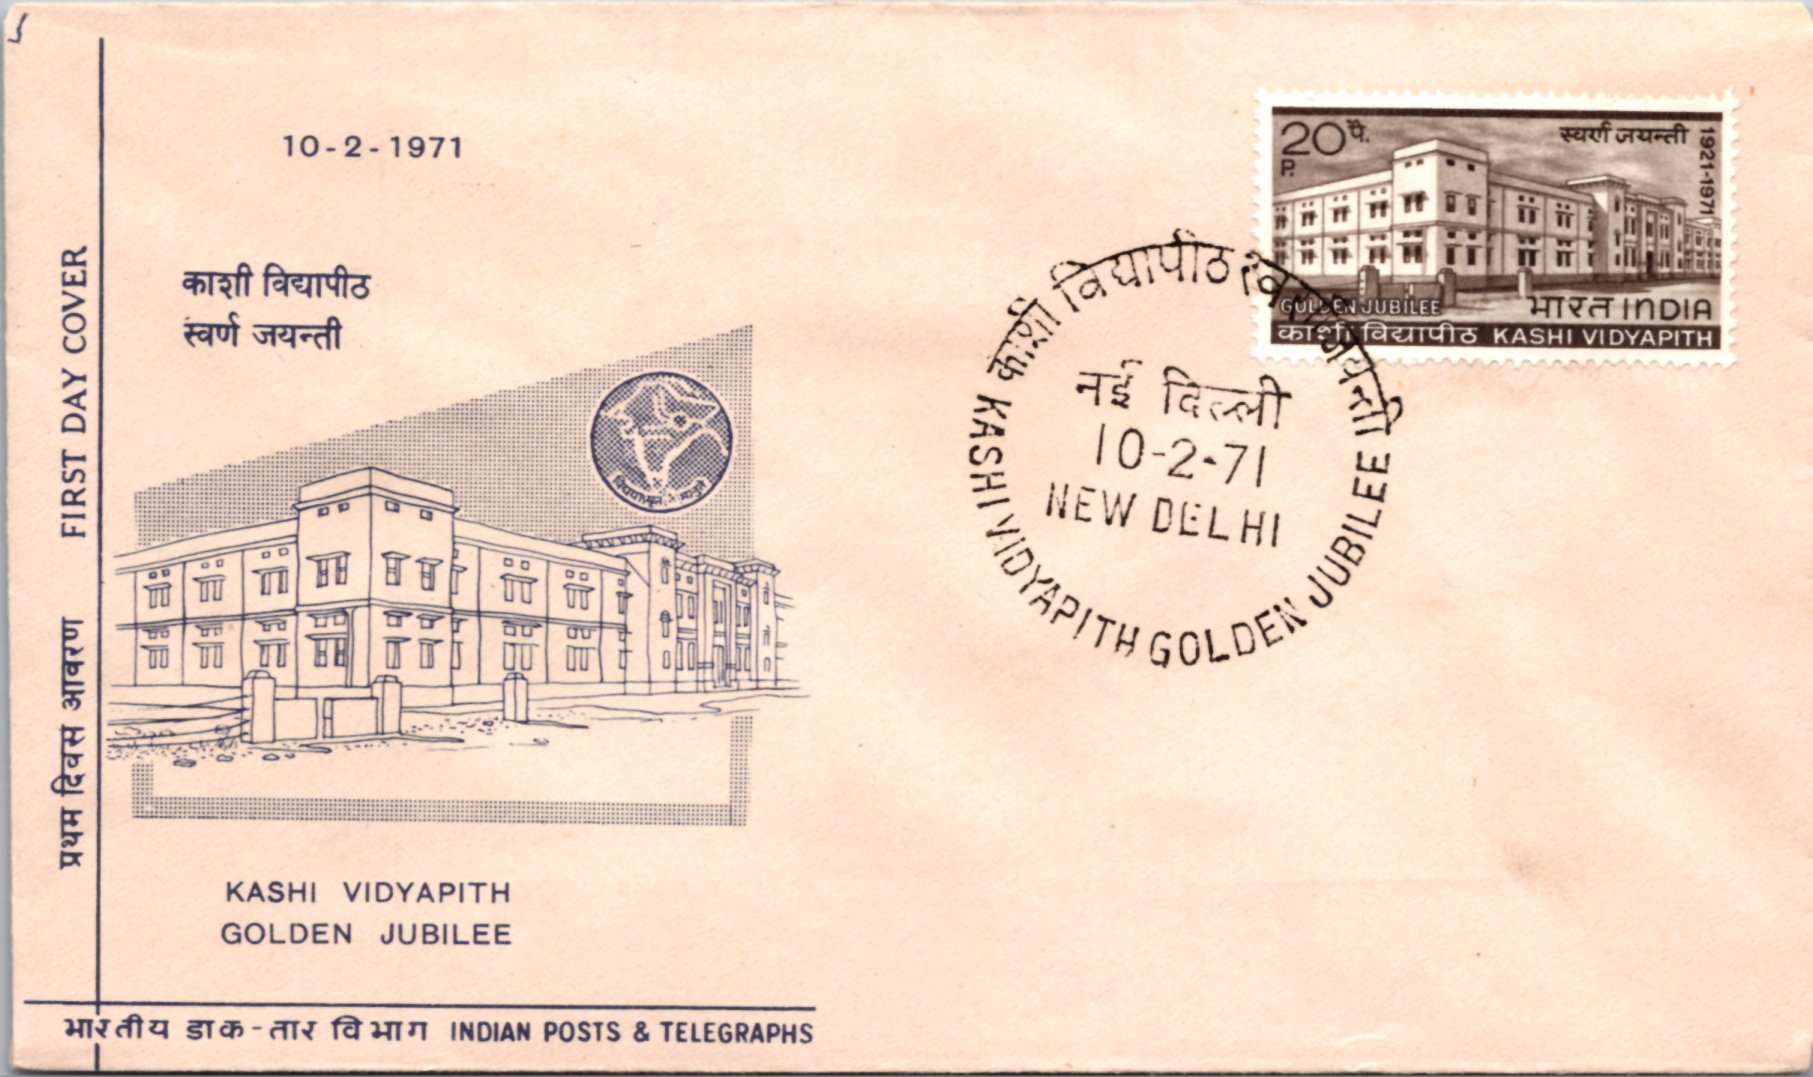 10-2-1971
काशी विद्यापीठ
स्वर्ण जयन्ती
प्रथम दिवस आवरण FIRST DAY COVER
KASHI VIDYAPITH
GOLDEN JUBILEE
भारतीय डाक-तार विभाग INDIAN POSTS & TELEGRAPHS
20 पै.
P.
स्वर्ण जयन्ती
1921-1971
GOLDEN JUBILEE
भारत INDIA
काशी विद्यापीठ KASHI VIDYAPITH
काशी विद्यापीठ स्वर्ण जयन्ती
नई दिल्ली
10-2-71
NEW DELHI
KASHI VIDYAPITH GOLDEN JUBILEE